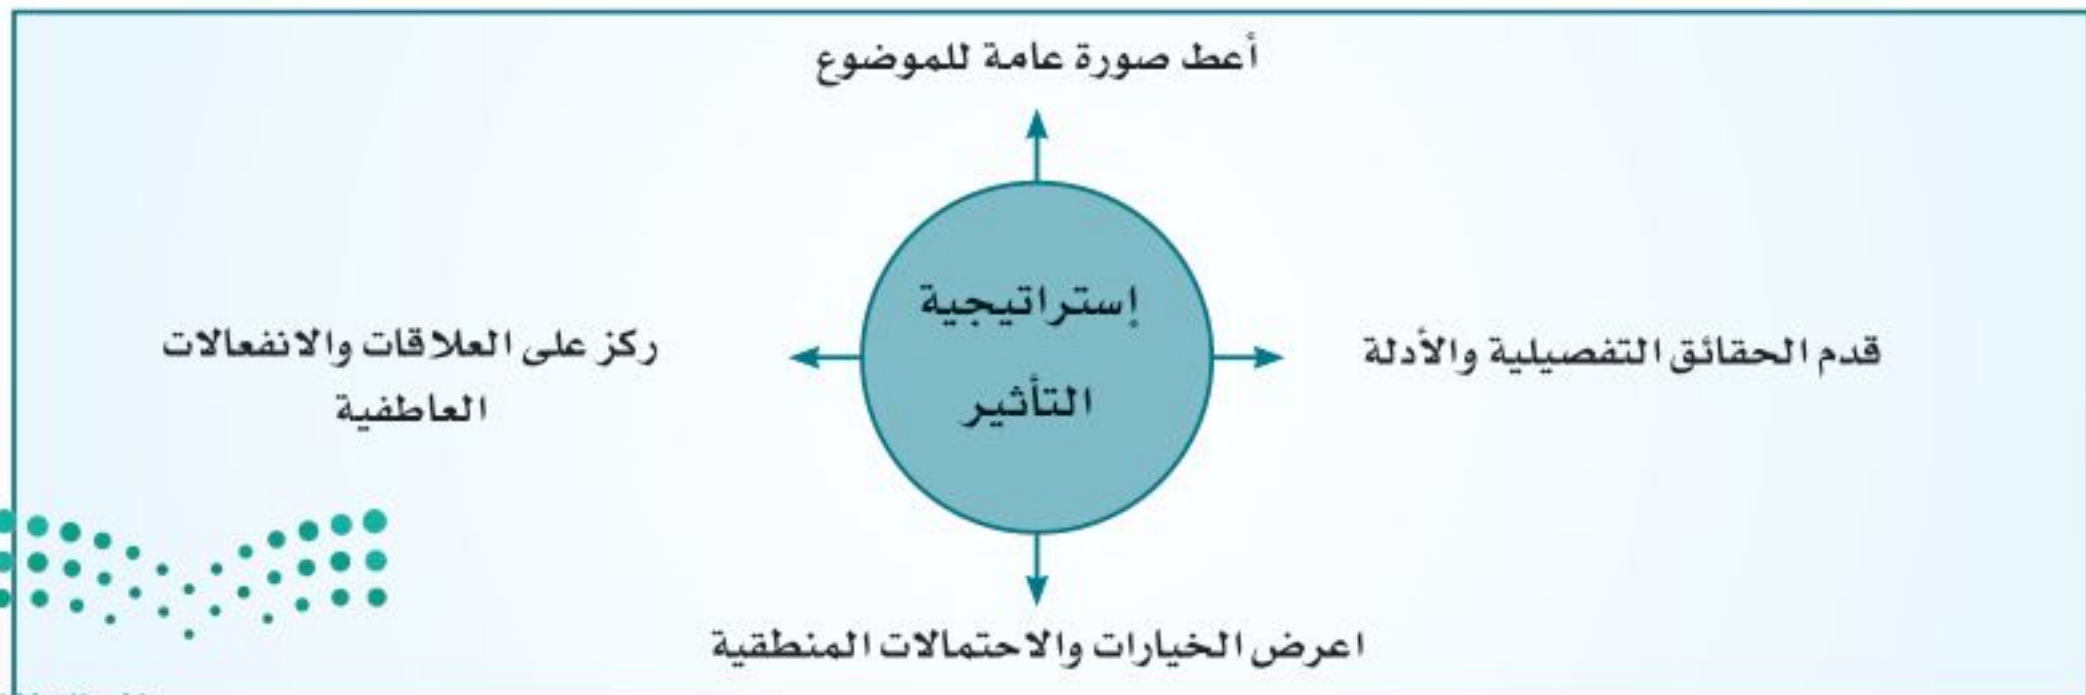 أعط صورة عامة للموضوع
إستراتيجية
التأثير
قدم الحقائق التفصيلية والأدلة
ركز على العلاقات والانفعالات
العاطفية
اعرض الخيارات والاحتمالات المنطقية